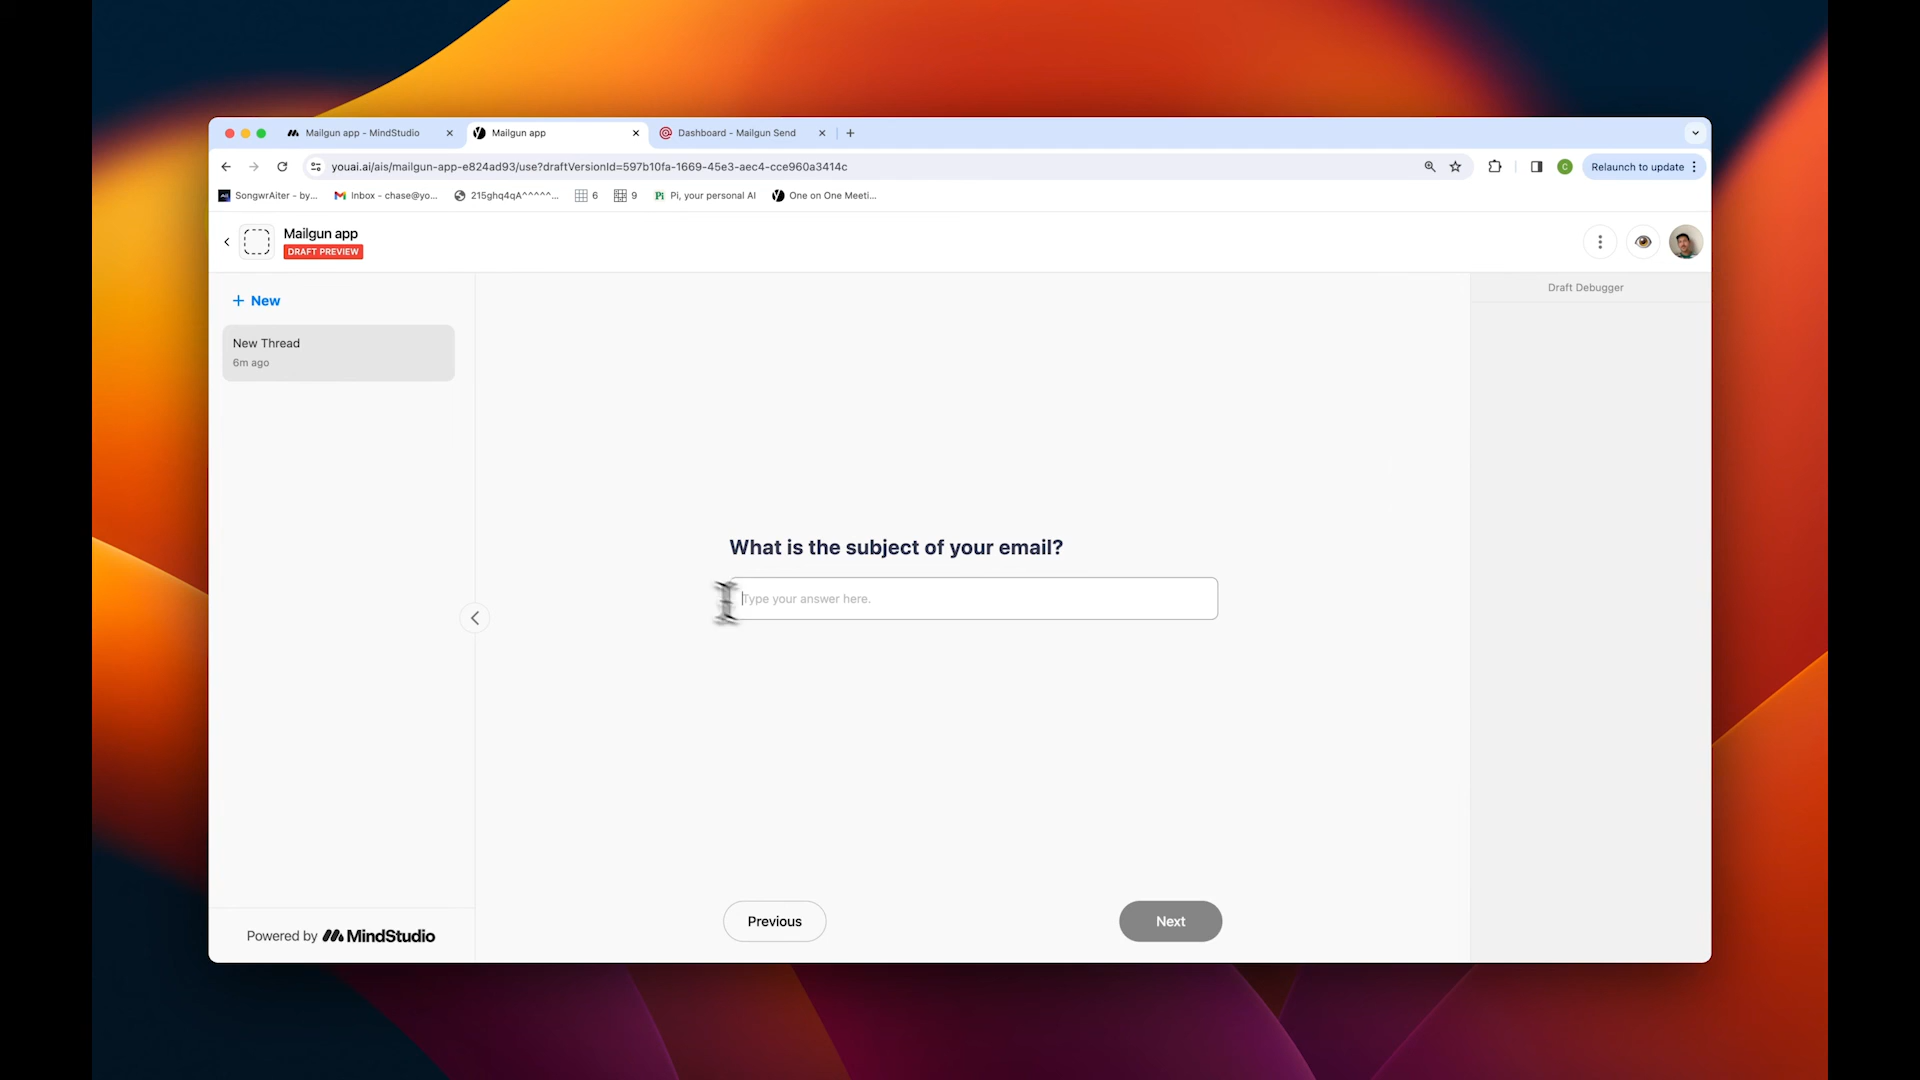 Mailgun app - MindStudio
Mailgun app
Dashboard - Mailgun Send
youai.ai/ais/mailgun-app-e824ad93/use?draftVersionId=597b10fa-1669-45e3-aec4-cce960a3414c
C
Relaunch to update
SongwrAiter - by...
Inbox - chase@yo...
215ghq4qA^^^^^...
6
9
Pi
Pi, your personal AI
One on One Meeti...
Mailgun app
DRAFT PREVIEW
+ New
Draft Debugger
New Thread
6m ago
What is the subject of your email?
Type your answer here.
Previous
Next
Powered by MindStudio